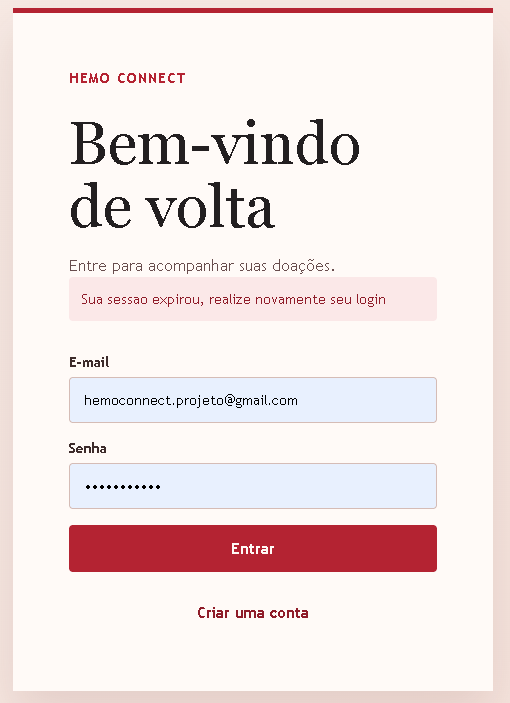 HEMO CONNECT
Bem-vindo
de volta
Entre para acompanhar suas doações.
Sua sessao expirou, realize novamente seu login
E-mail
hemoconnect.projeto@gmail.com
Senha
•••••••••••
Entrar
Criar uma conta